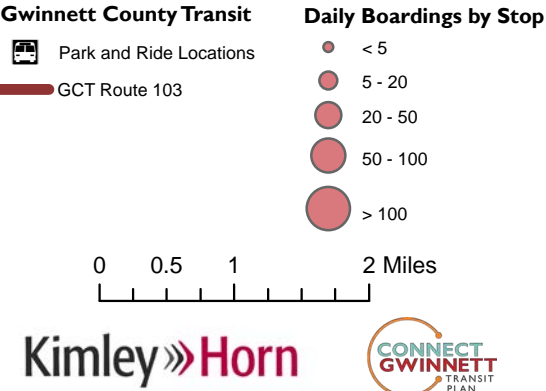 Gwinnett County Transit
Park and Ride Locations
GCT Route 103
Daily Boardings by Stop
< 5
5 - 20
20 - 50
50 - 100
> 100
0 0.5 1 2 Miles
Kimley»Horn
CONNECT
GWINNETT
TRANSIT
PLAN